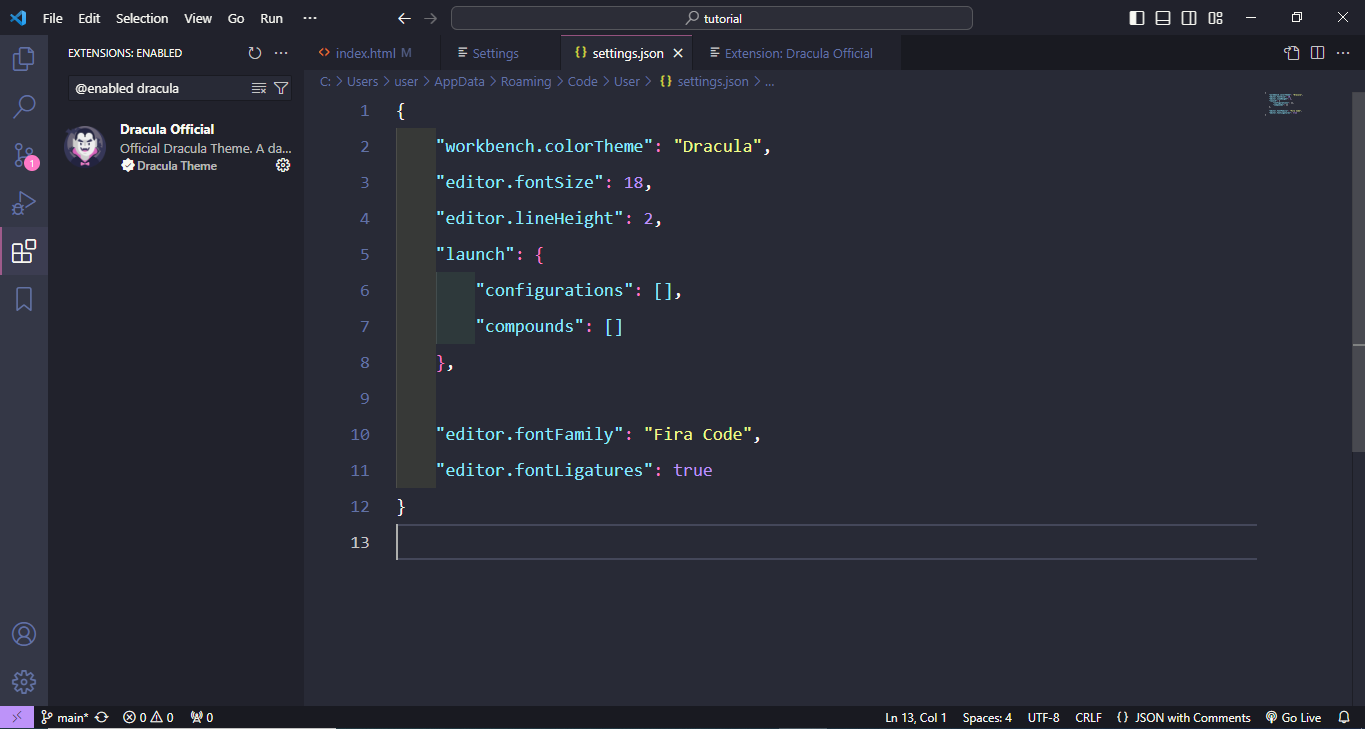 File Edit Selection View Go Run ···
tutorial
EXTENSIONS: ENABLED
@enabled dracula
Dracula Official
Official Dracula Theme. A da...
Dracula Theme
1
index.html M
Settings
{} settings.json
Extension: Dracula Official
C: > Users > user > AppData > Roaming > Code > User > {} settings.json > ...
1 {
2 "workbench.colorTheme": "Dracula",
3 "editor.fontSize": 18,
4 "editor.lineHeight": 2,
5 "launch": {
6 "configurations": [],
7 "compounds": []
8 },
9
10 "editor.fontFamily": "Fira Code",
11 "editor.fontLigatures": true
12 }
13
main* 0 0 0
Ln 13, Col 1 Spaces: 4 UTF-8 CRLF {} JSON with Comments Go Live